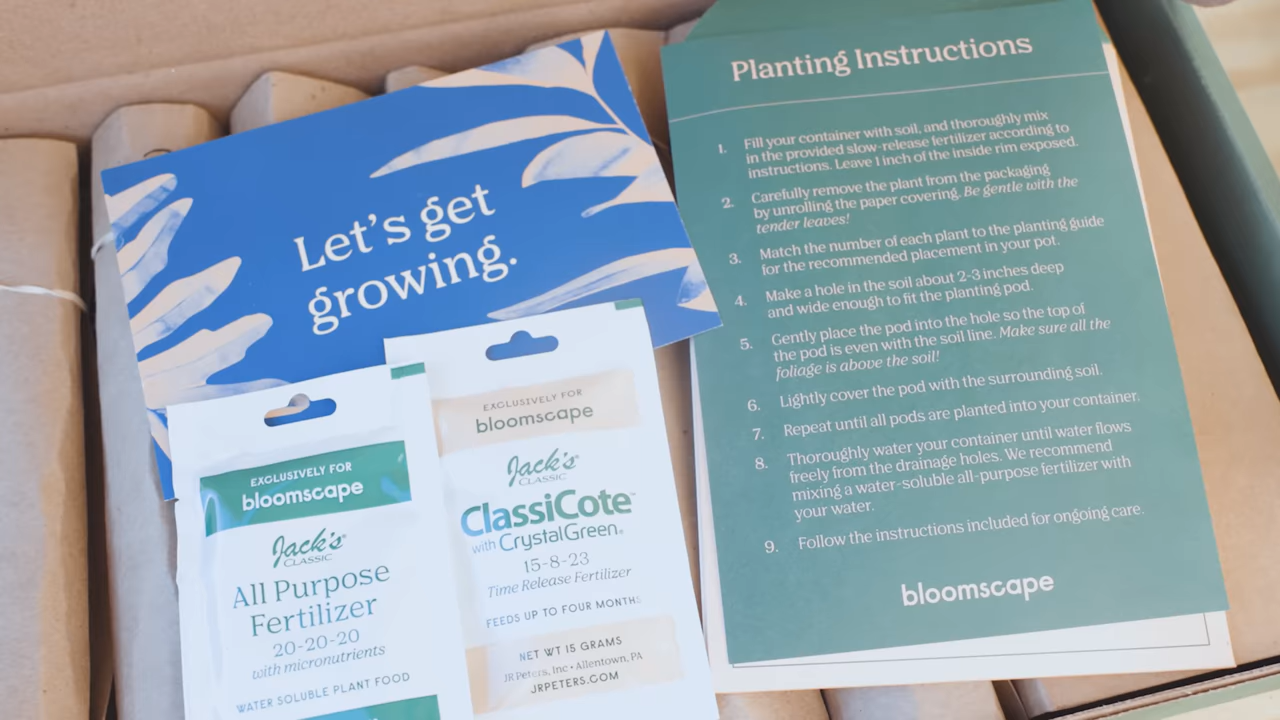 Let's get
growing.
EXCLUSIVELY FOR
bloomscape
Jack's®
CLASSIC
All Purpose
Fertilizer
20-20-20
with micronutrients
WATER SOLUBLE PLANT FOOD
EXCLUSIVELY FOR
bloomscape
Jack's®
CLASSIC
ClassiCote™
with CrystalGreen®
15-8-23
Time Release Fertilizer
FEEDS UP TO FOUR MONTHS
NET WT 15 GRAMS
JR Peters, Inc • Allentown, PA
JRPETERS.COM
Planting Instructions
1. Fill your container with soil, and thoroughly mix
in the provided slow-release fertilizer according to
instructions. Leave 1 inch of the inside rim exposed.
2. Carefully remove the plant from the packaging
by unrolling the paper covering. Be gentle with the
tender leaves!
3. Match the number of each plant to the planting guide
for the recommended placement in your pot.
4. Make a hole in the soil about 2-3 inches deep
and wide enough to fit the planting pod.
5. Gently place the pod into the hole so the top of
the pod is even with the soil line. Make sure all the
foliage is above the soil!
6. Lightly cover the pod with the surrounding soil.
7. Repeat until all pods are planted into your container.
8. Thoroughly water your container until water flows
freely from the drainage holes. We recommend
mixing a water-soluble all-purpose fertilizer with
your water.
9. Follow the instructions included for ongoing care.
bloomscape